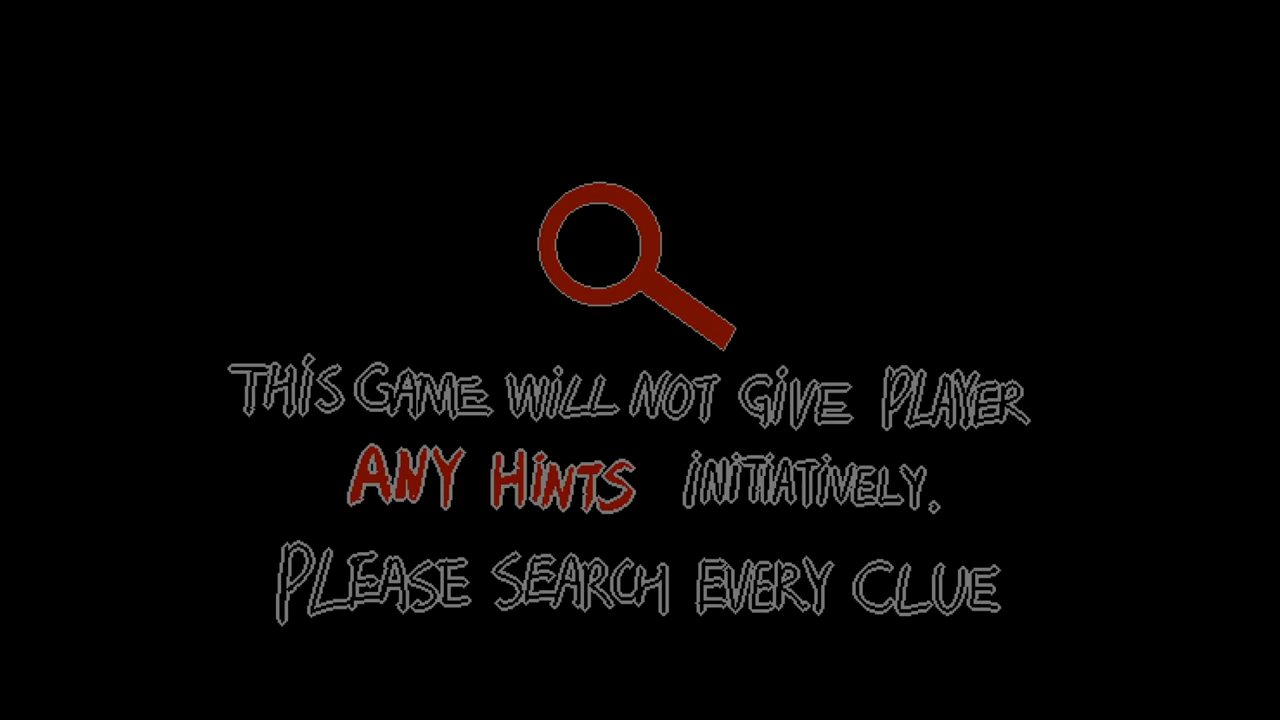 THiS GAME WiLL NOT GiVE PLAYER
ANY HiNTS iNiTiATiVELY.
PLEASE SEARCH EVERY CLUE